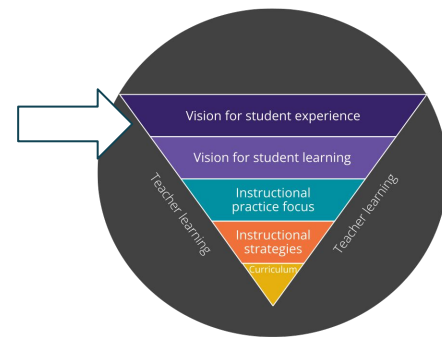 Vision for student experience
Vision for student learning
Instructional
practice focus
Instructional
strategies
Curriculum
Teacher learning
Teacher learning